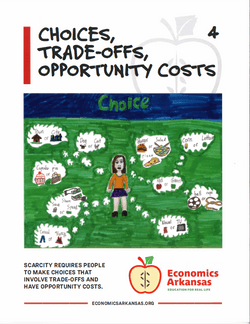 CHOICES,
TRADE-OFFS,
OPPORTUNITY COSTS
4
Choice
SCARCITY REQUIRES PEOPLE
TO MAKE CHOICES THAT
INVOLVE TRADE-OFFS AND
HAVE OPPORTUNITY COSTS.
Economics
Arkansas
EDUCATION FOR REAL LIFE
ECONOMICSARKANSAS.ORG